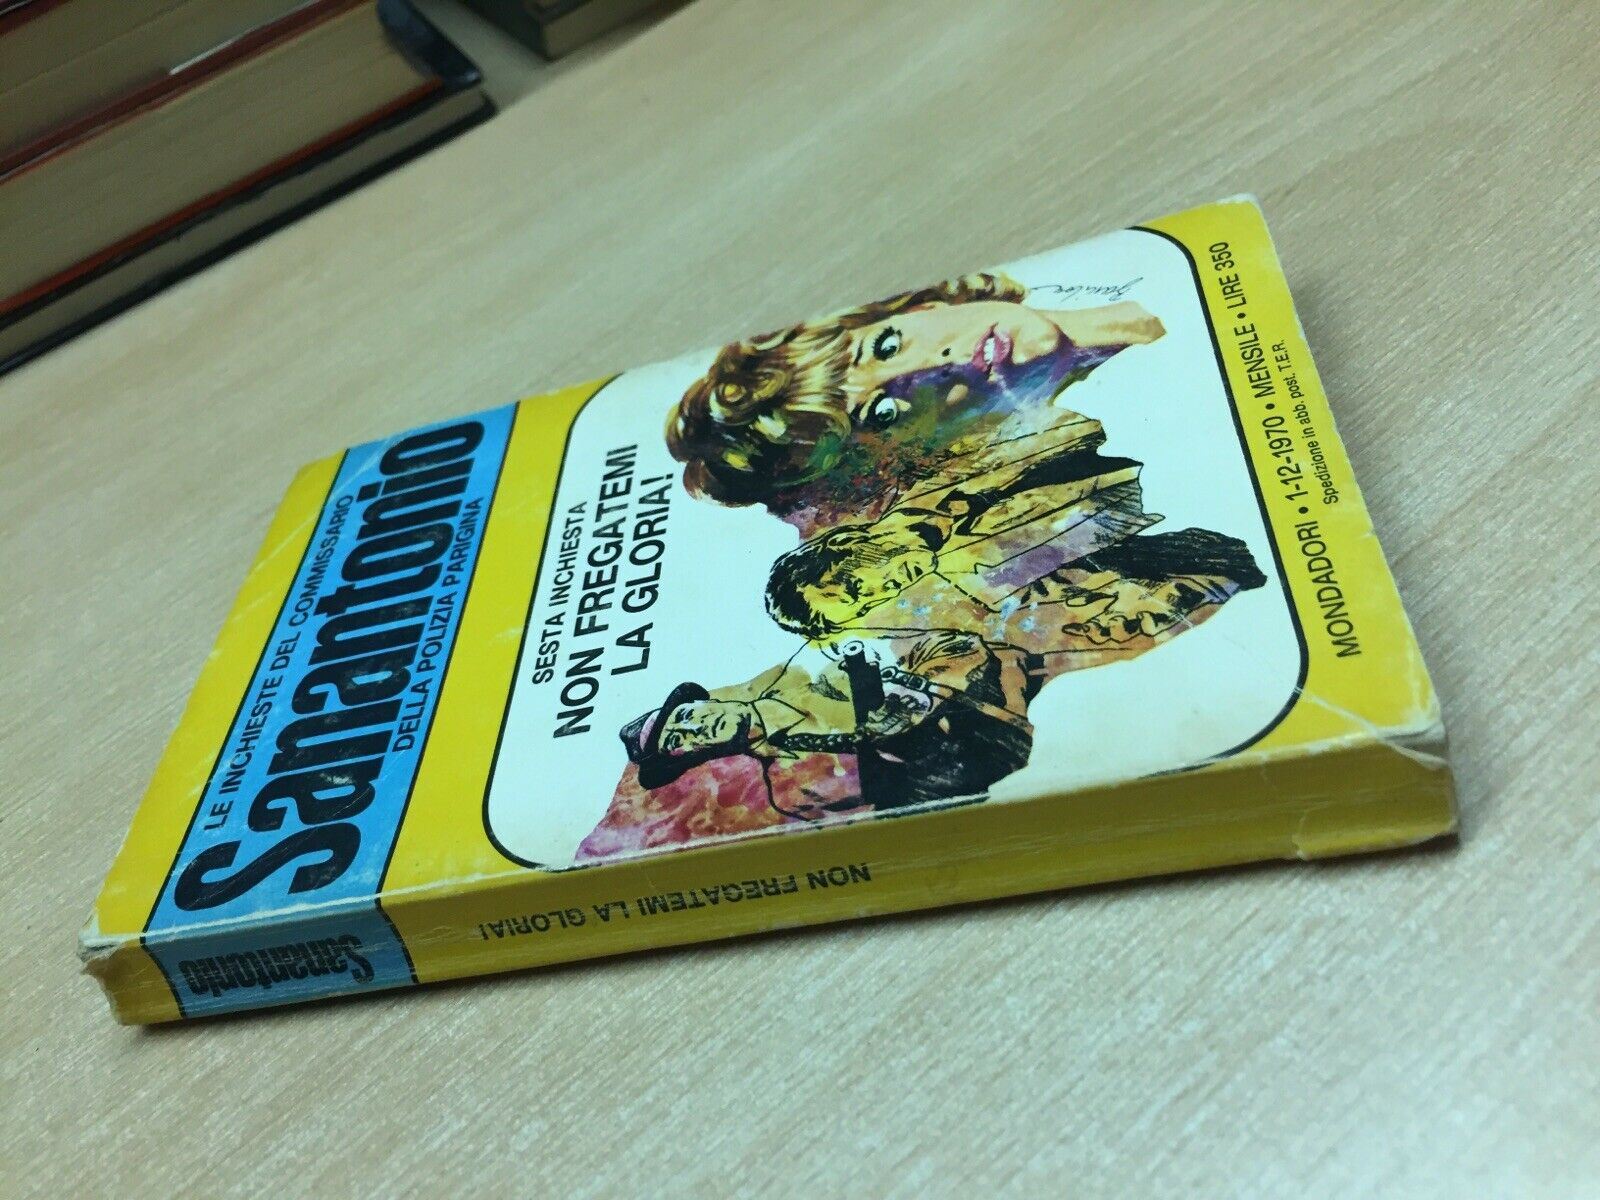 LE INCHIESTE DEL COMMISSARIO
Sanantonio
DELLA POLIZIA PARIGINA
SESTA INCHIESTA
NON FREGATEMI
LA GLORIA!
MONDADORI • 1-12-1970 • MENSILE • LIRE 350
Spedizione in abb. post. T.E.R.
Sanantonio
NON FREGATEMI LA GLORIA!